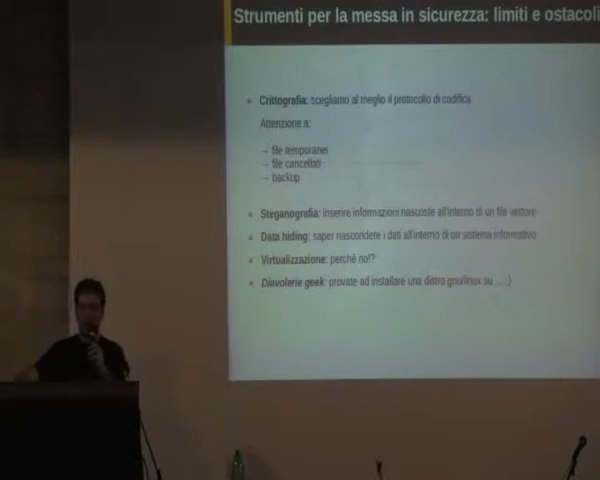 Strumenti per la messa in sicurezza: limiti e ostacoli
Crittografia: scegliamo al meglio il protocollo di codifica
Attenzione a:
– file temporanei
– file cancellati
– backup
Steganografia: inserire informazioni nascoste all'interno di un file vettore
Data hiding: saper nascondere i dati all'interno di un sistema informativo
Virtualizzazione: perchè no!?
Diavolerie geek: provate ad installare una distro gnu/linux su ... ;)